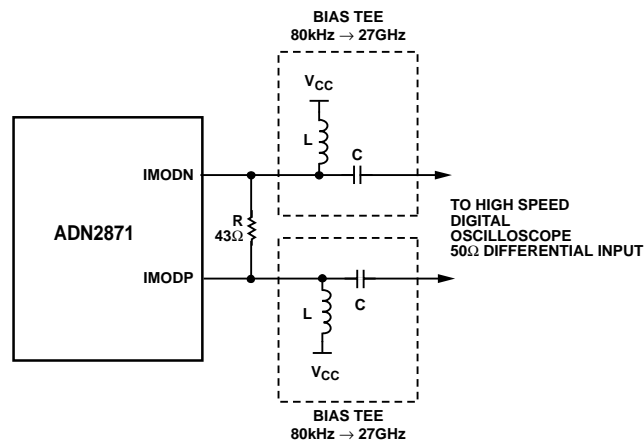 BIAS TEE
80kHz → 27GHz
VCC
L
C
IMODN
TO HIGH SPEED
DIGITAL
OSCILLOSCOPE
50Ω DIFFERENTIAL INPUT
R
43Ω
ADN2871
IMODP
C
L
VCC
BIAS TEE
80kHz → 27GHz